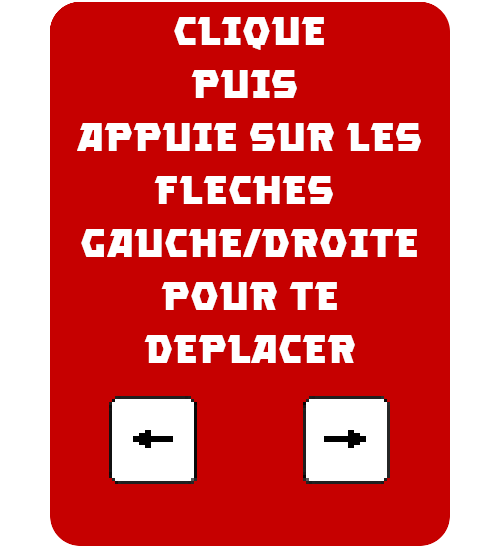 CLIQUE
PUIS
APPUIE SUR LES
FLECHES
GAUCHE/DROITE
POUR TE
DEPLACER